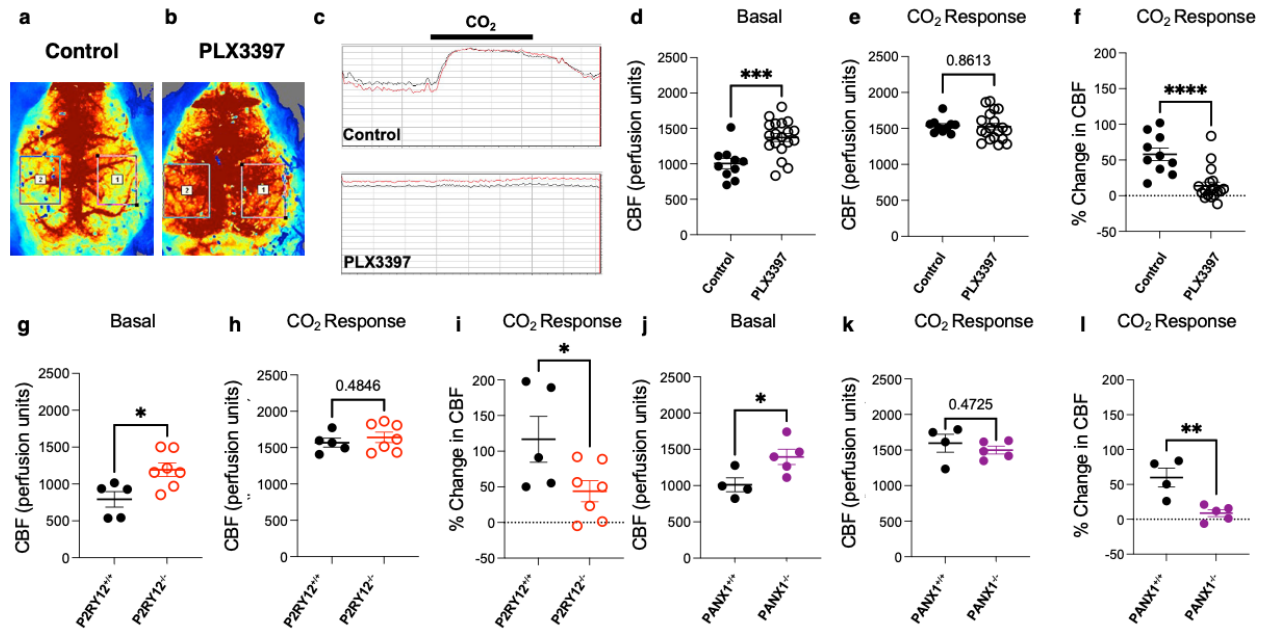 a b c CO2 d Basal e CO2 Response f CO2 Response
Control PLX3397
2 1 2 1
Control
PLX3397
CBF (perfusion units)
2500
2000
1500
1000
500
0
***
Control PLX3397
CBF (perfusion units)
2500
2000
1500
1000
500
0
0.8613
Control PLX3397
% Change in CBF
200
150
100
50
0
-50
****
Control PLX3397
g Basal h CO2 Response i CO2 Response j Basal k CO2 Response l CO2 Response
CBF (perfusion units)
2500
2000
1500
1000
500
0
*
P2RY12+/+ P2RY12-/-
CBF (perfusion units)
2500
2000
1500
1000
500
0
0.4846
P2RY12+/+ P2RY12-/-
% Change in CBF
200
150
100
50
0
-50
*
P2RY12+/+ P2RY12-/-
CBF (perfusion units)
2500
2000
1500
1000
500
0
*
PANX1+/+ PANX1-/-
CBF (perfusion units)
2500
2000
1500
1000
500
0
0.4725
PANX1+/+ PANX1-/-
% Change in CBF
200
150
100
50
0
-50
**
PANX1+/+ PANX1-/-